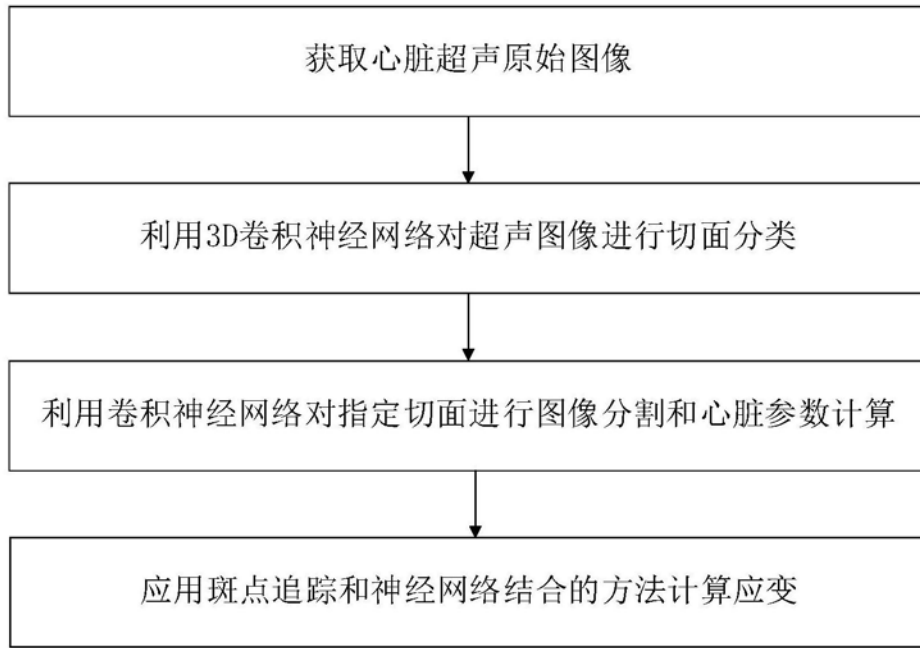 获取心脏超声原始图像
利用3D卷积神经网络对超声图像进行切面分类
利用卷积神经网络对指定切面进行图像分割和心脏参数计算
应用斑点追踪和神经网络结合的方法计算应变